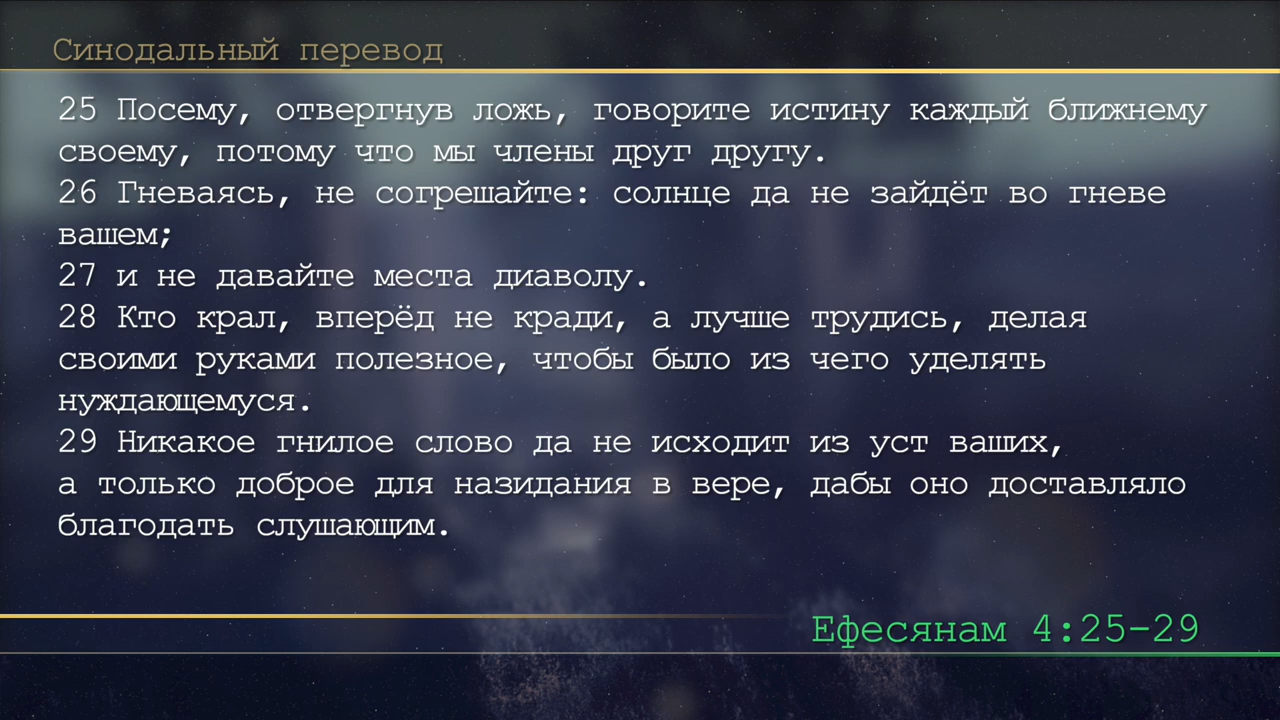 Синодальный перевод
25 Посему, отвергнув ложь, говорите истину каждый ближнему
своему, потому что мы члены друг другу.
26 Гневаясь, не согрешайте: солнце да не зайдёт во гневе
вашем;
27 и не давайте места диаволу.
28 Кто крал, вперёд не кради, а лучше трудись, делая
своими руками полезное, чтобы было из чего уделять
нуждающемуся.
29 Никакое гнилое слово да не исходит из уст ваших,
а только доброе для назидания в вере, дабы оно доставляло
благодать слушающим.
Ефесянам 4:25-29